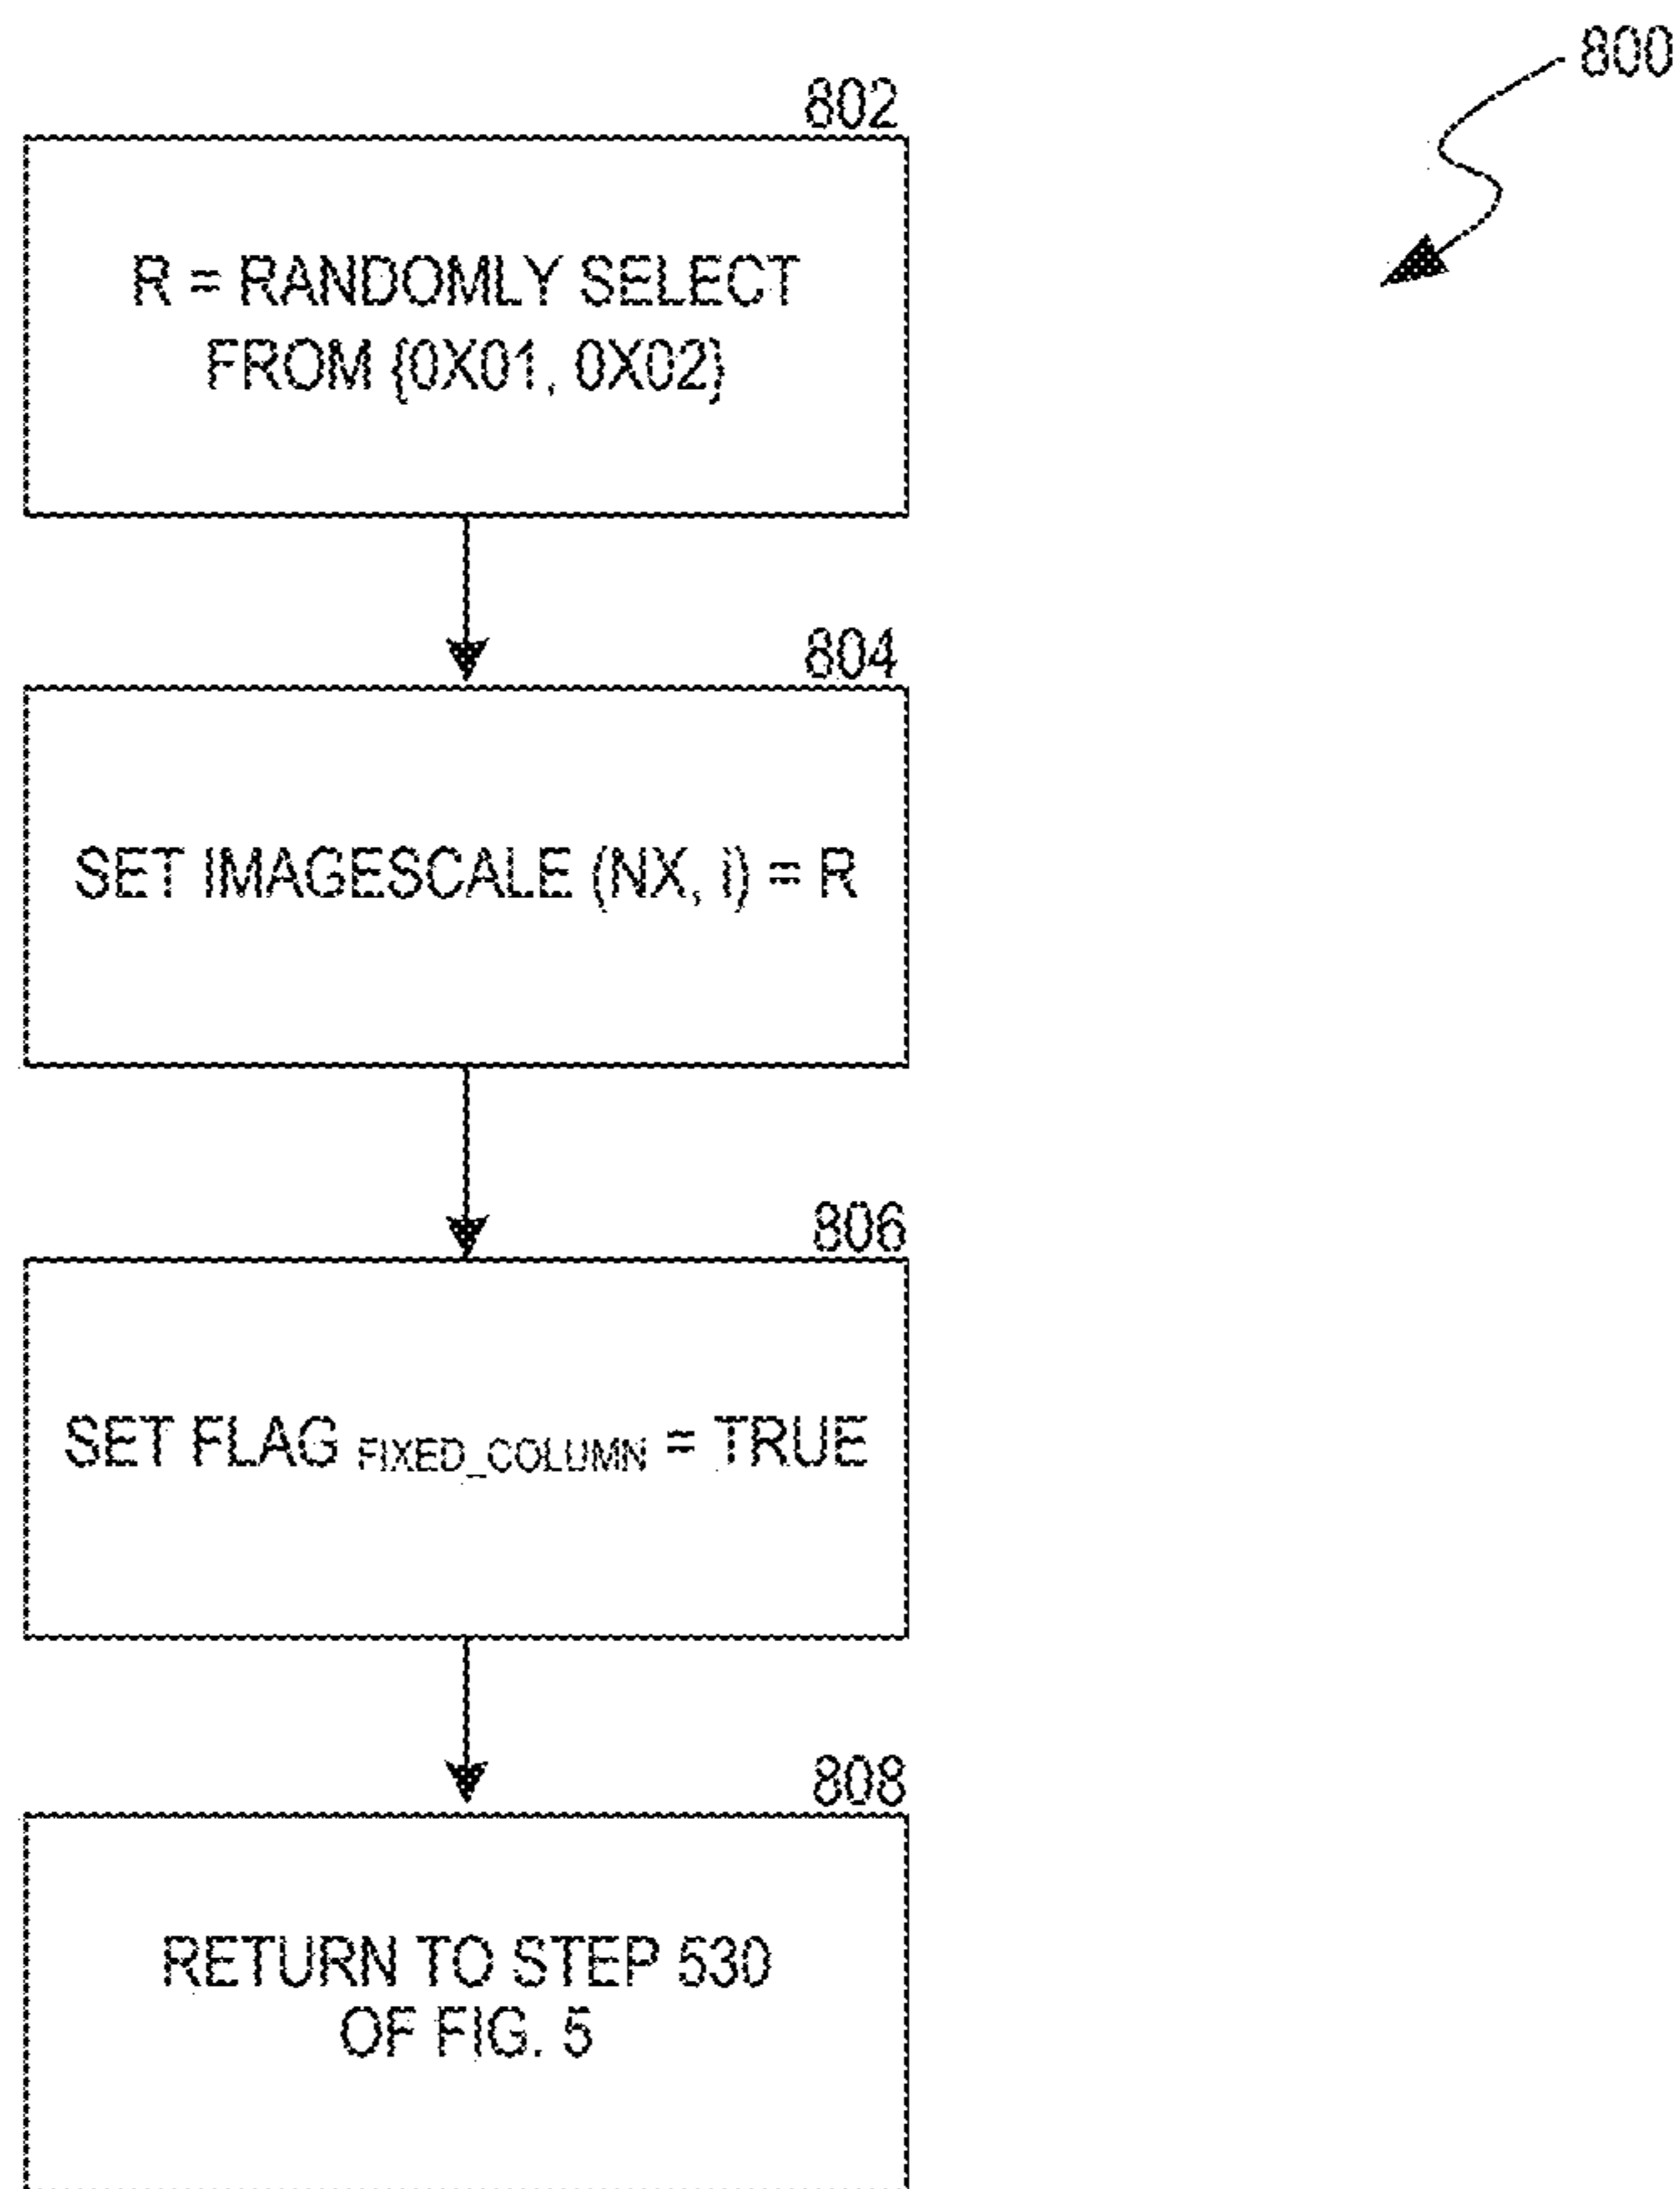 800
802
R = RANDOMLY SELECT
FROM {0X01, 0X02}
804
SET IMAGESCALE (NX, i) = R
806
SET FLAG FIXED_COLUMN = TRUE
808
RETURN TO STEP 530
OF FIG. 5